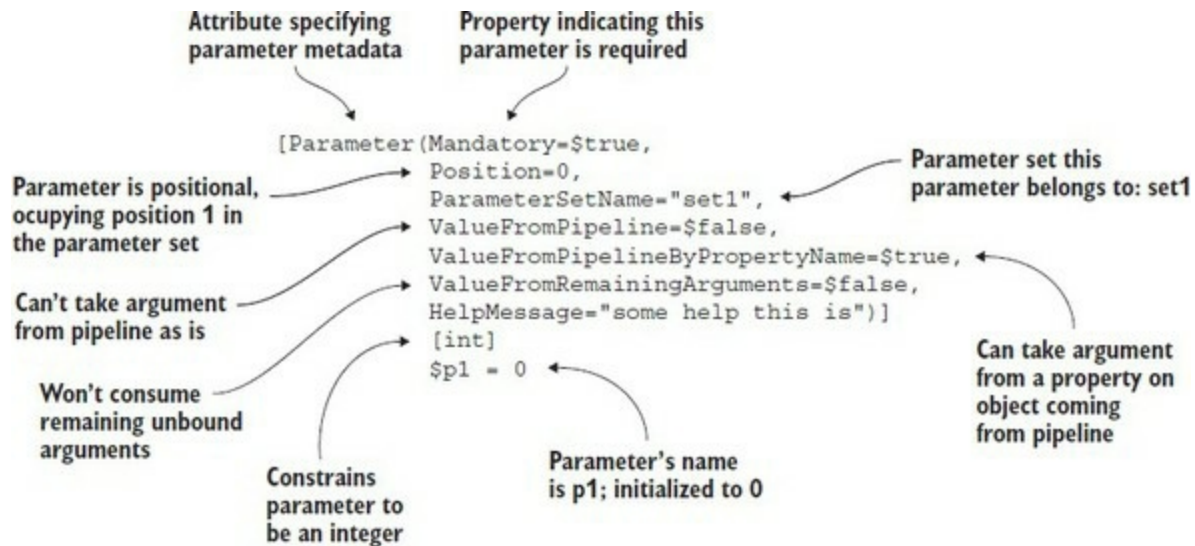 Attribute specifying
parameter metadata
Property indicating this
parameter is required
[Parameter(Mandatory=$true,
Position=0,
ParameterSetName="set1",
ValueFromPipeline=$false,
ValueFromPipelineByPropertyName=$true,
ValueFromRemainingArguments=$false,
HelpMessage="some help this is")]
[int]
$p1 = 0
Parameter is positional,
ocupying position 1 in
the parameter set
Can't take argument
from pipeline as is
Won't consume
remaining unbound
arguments
Constrains
parameter to
be an integer
Parameter's name
is p1; initialized to 0
Parameter set this
parameter belongs to: set1
Can take argument
from a property on
object coming
from pipeline